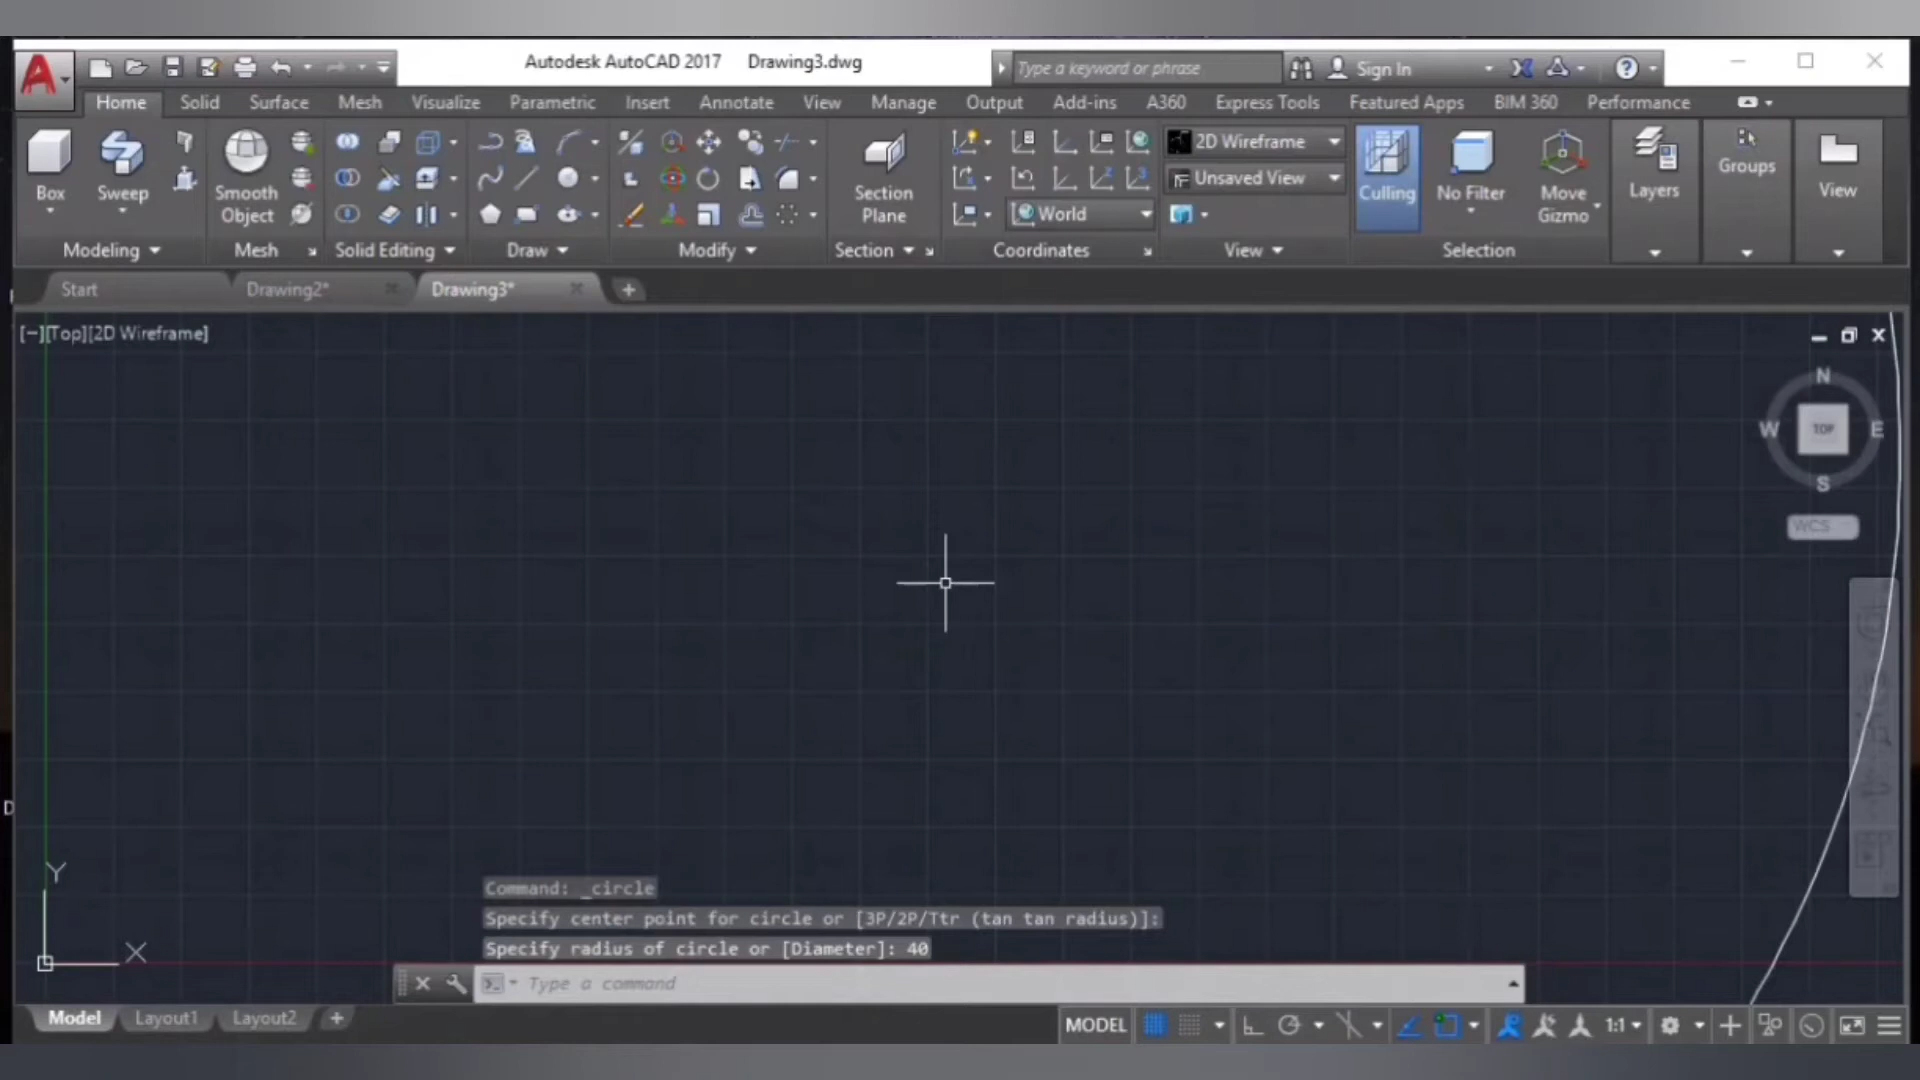 Autodesk AutoCAD 2017 Drawing3.dwg
Type a keyword or phrase
Sign In
Home Solid Surface Mesh Visualize Parametric Insert Annotate View Manage Output Add-ins A360 Express Tools Featured Apps BIM 360 Performance
Box
Sweep
Smooth
Object
Section
Plane
2D Wireframe
Unsaved View
World
Culling
No Filter
Move
Gizmo
Layers
Groups
View
Modeling Mesh Solid Editing Draw Modify Section Coordinates View Selection
Start Drawing2* Drawing3*
[−][Top][2D Wireframe]
N
W TOP E
S
WCS
D
Y
X
Command: _circle
Specify center point for circle or [3P/2P/Ttr (tan tan radius)]:
Specify radius of circle or [Diameter]: 40
Type a command
Model Layout1 Layout2 +
MODEL 1:1